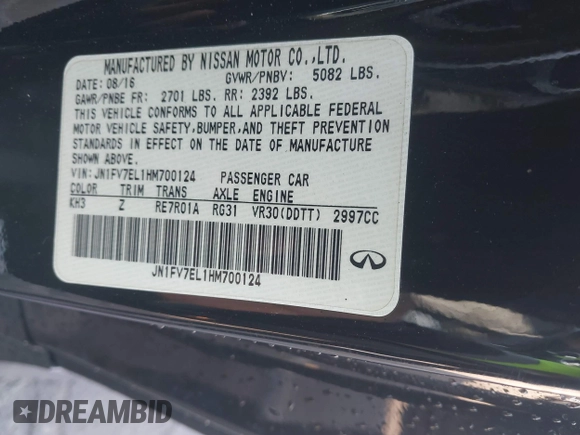 MANUFACTURED BY NISSAN MOTOR CO.,LTD.
DATE: 08/16 GVWR/PNBV: 5082 LBS.
GAWR/PNBE FR: 2701 LBS. RR: 2392 LBS.
THIS VEHICLE CONFORMS TO ALL APPLICABLE FEDERAL
MOTOR VEHICLE SAFETY, BUMPER, AND THEFT PREVENTION
STANDARDS IN EFFECT ON THE DATE OF MANUFACTURE
SHOWN ABOVE.
VIN: JN1FV7EL1HM700124 PASSENGER CAR
COLOR TRIM TRANS AXLE ENGINE
KH3 Z RE7R01A RG31 VR30(DDTT) 2997CC
JN1FV7EL1HM700124
DREAMBID